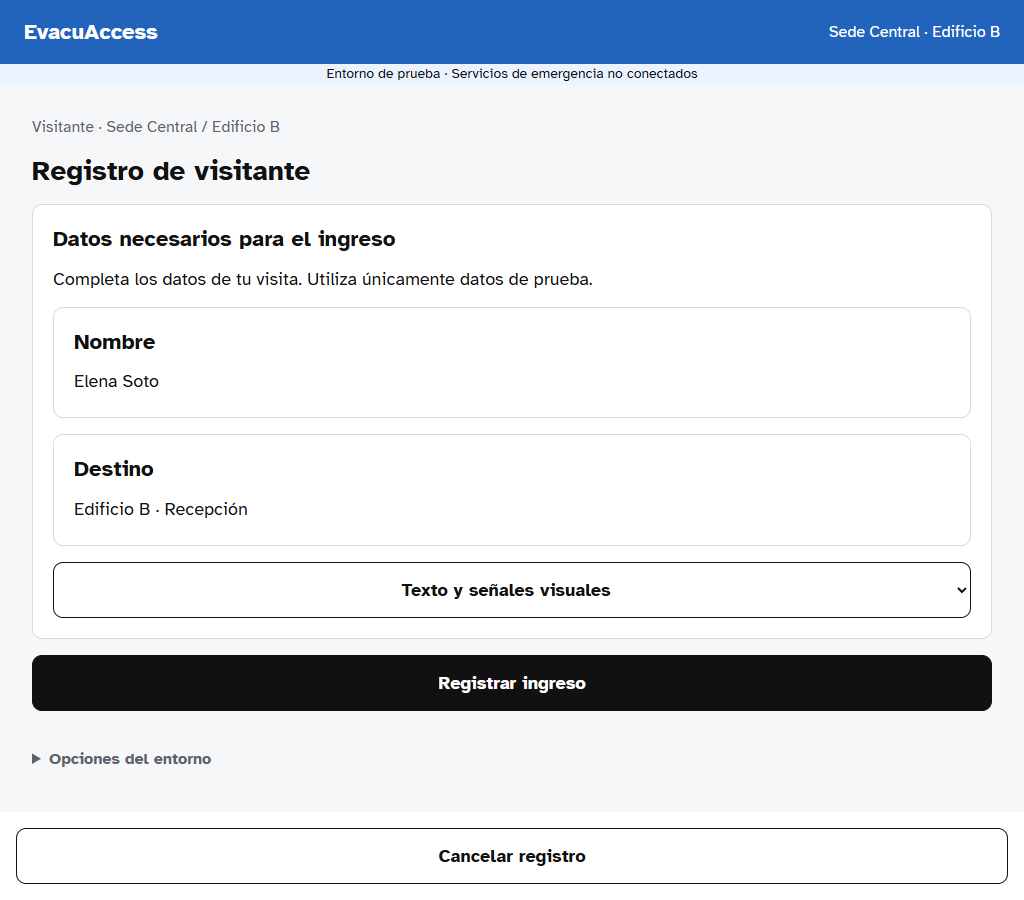 EvacuAccess
Sede Central · Edificio B
Entorno de prueba · Servicios de emergencia no conectados
Visitante · Sede Central / Edificio B
Registro de visitante
Datos necesarios para el ingreso
Completa los datos de tu visita. Utiliza únicamente datos de prueba.
Nombre
Elena Soto
Destino
Edificio B · Recepción
Texto y señales visuales
Registrar ingreso
Opciones del entorno
Cancelar registro